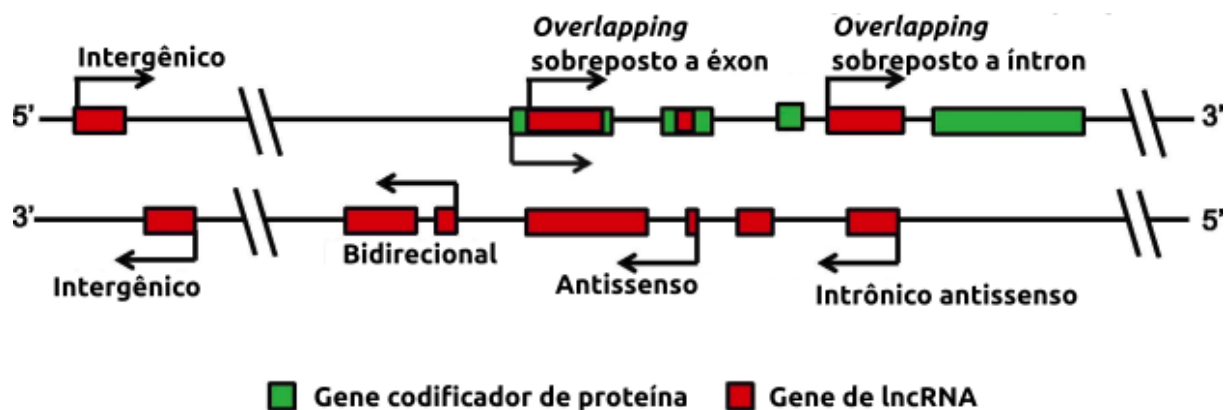 Intergênico
Overlapping
sobreposto a éxon
Overlapping
sobreposto a íntron
5'
3'
3'
5'
Intergênico
Bidirecional
Antissenso
Intrônico antissenso
Gene codificador de proteína
Gene de lncRNA